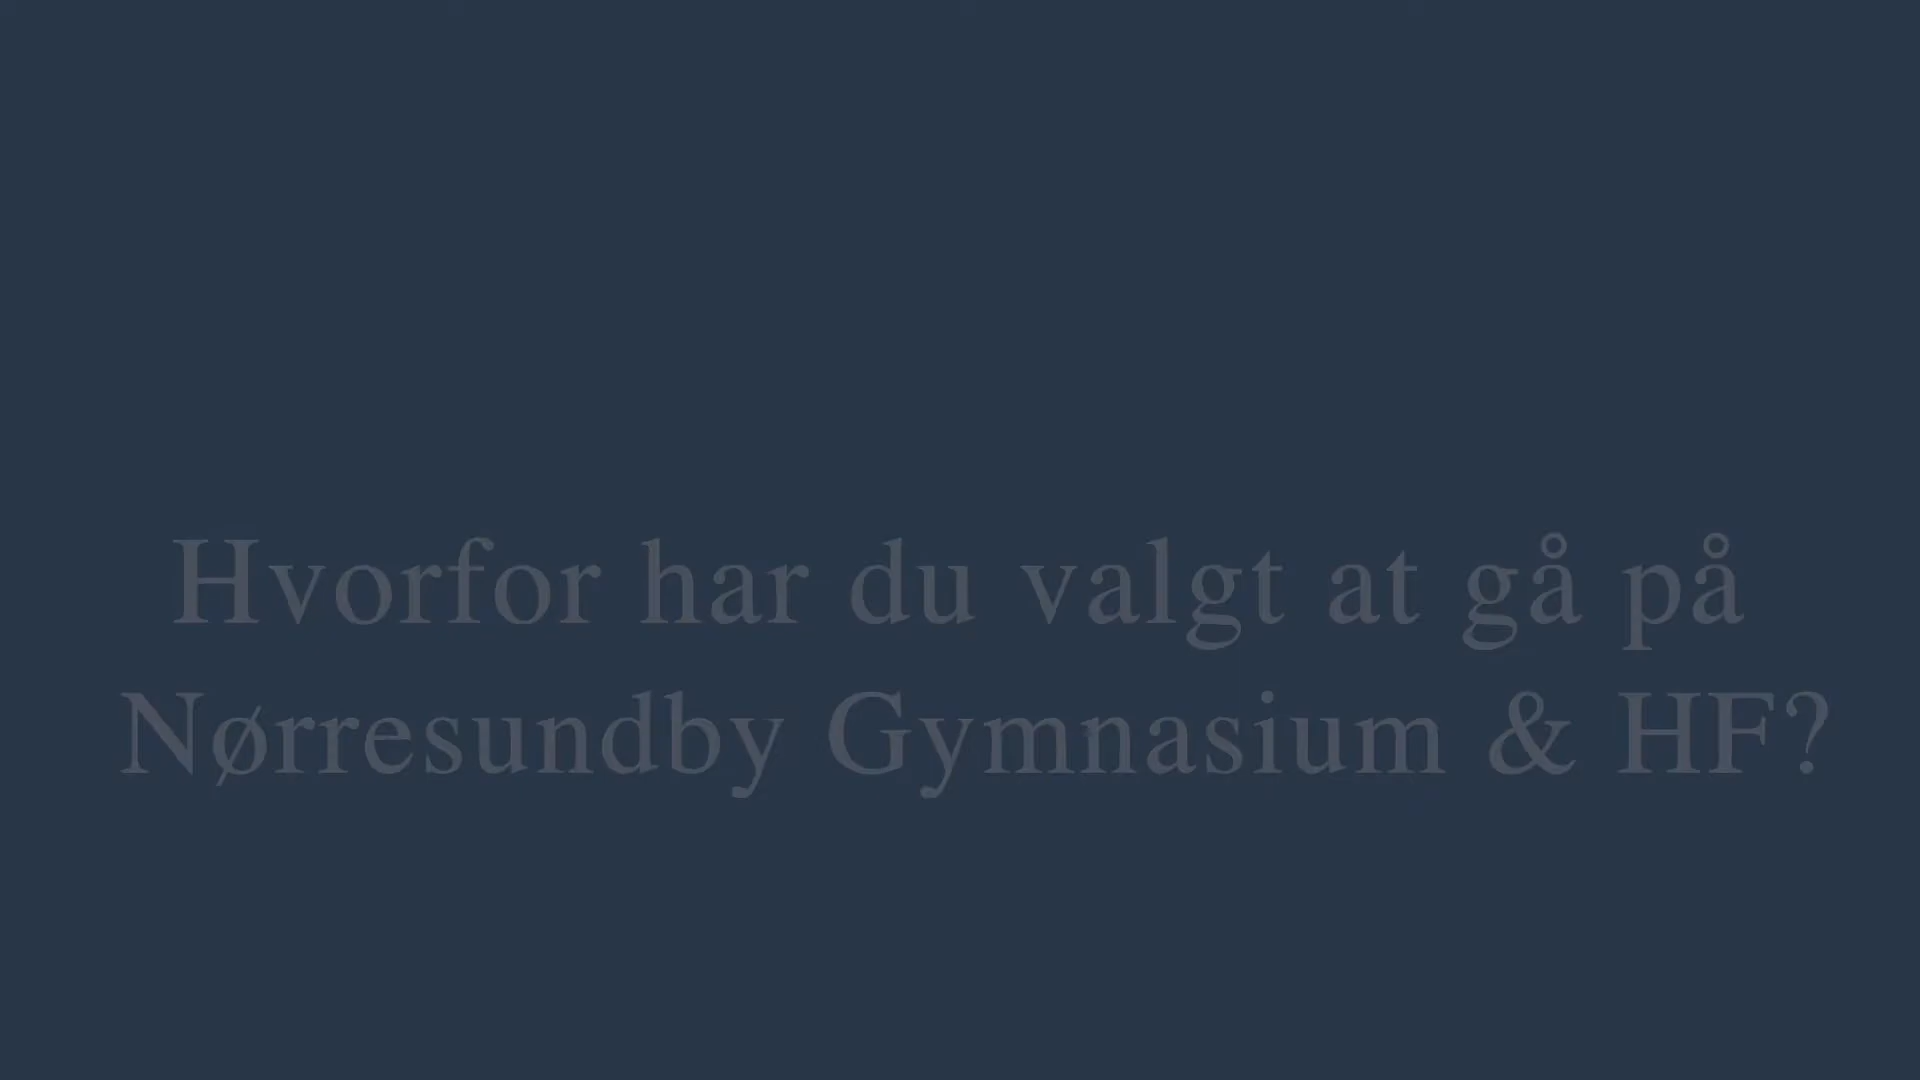 Hvorfor har du valgt at gå på
Nørresundby Gymnasium & HF?